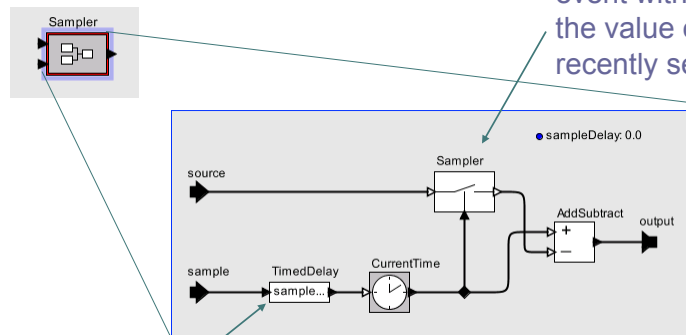 event with
the value
recently se
Sampler
sampleDelay: 0.0
Sampler
source
AddSubtract
output
+
−
sample
TimedDelay
CurrentTime
sample...